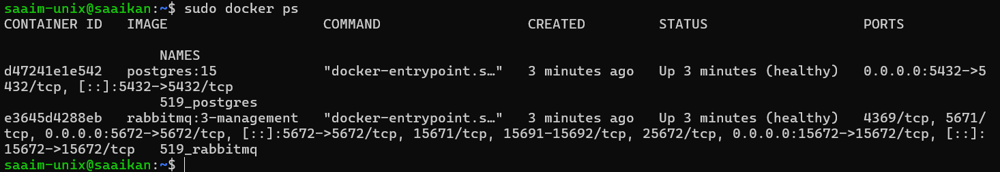 saaim-unix@saaikan:~$ sudo docker ps
CONTAINER ID   IMAGE                   COMMAND                  CREATED         STATUS                   PORTS
                   NAMES
d47241e1e542   postgres:15             "docker-entrypoint.s…"   3 minutes ago   Up 3 minutes (healthy)   0.0.0.0:5432->5
432/tcp, [::]:5432->5432/tcp
                   519_postgres
e3645d4288eb   rabbitmq:3-management   "docker-entrypoint.s…"   3 minutes ago   Up 3 minutes (healthy)   4369/tcp, 5671/
tcp, 0.0.0.0:5672->5672/tcp, [::]:5672->5672/tcp, 15671/tcp, 15691-15692/tcp, 25672/tcp, 0.0.0.0:15672->15672/tcp, [::]:
15672->15672/tcp   519_rabbitmq
saaim-unix@saaikan:~$